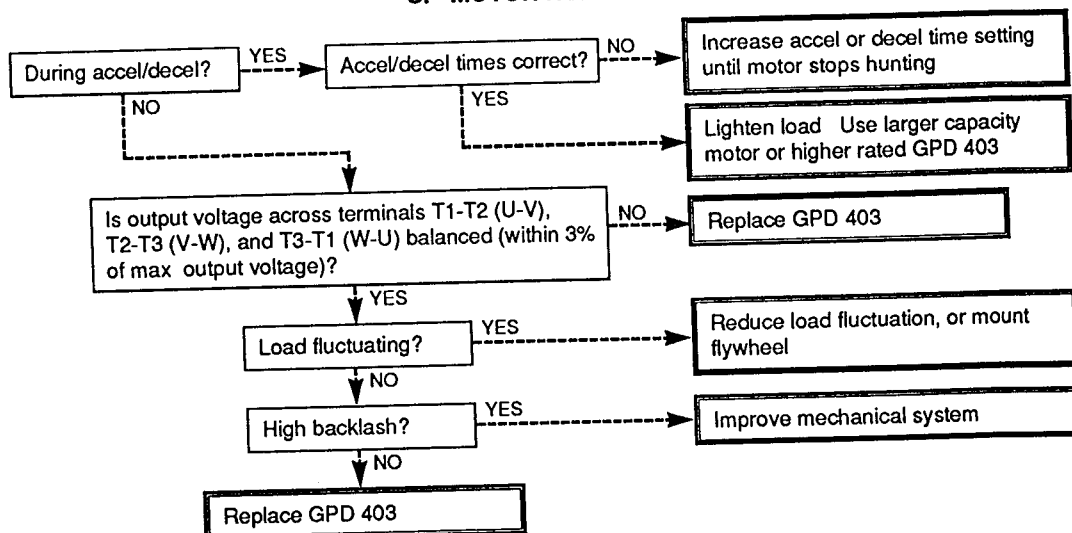 During accel/decel?
YES
Accel/decel times correct?
NO
Increase accel or decel time setting
until motor stops hunting
NO
YES
Lighten load Use larger capacity
motor or higher rated GPD 403
Is output voltage across terminals T1-T2 (U-V),
T2-T3 (V-W), and T3-T1 (W-U) balanced (within 3%
of max output voltage)?
NO
Replace GPD 403
YES
Load fluctuating?
YES
Reduce load fluctuation, or mount
flywheel
NO
High backlash?
YES
Improve mechanical system
NO
Replace GPD 403